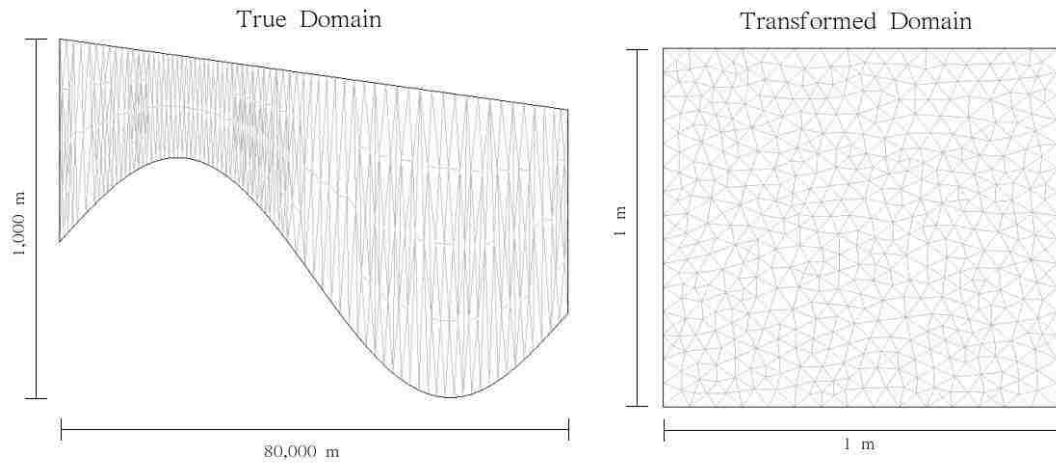 True Domain
Transformed Domain
1,000 m
80,000 m
1 m
1 m